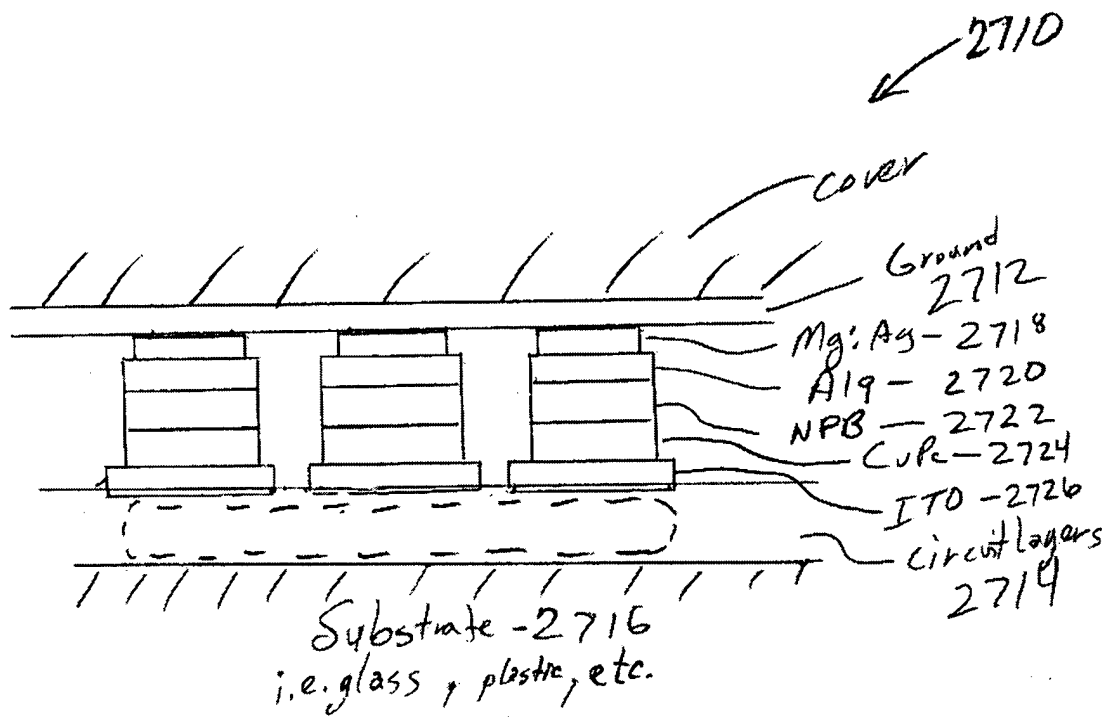 2710
Cover
Ground
2712
Mg:Ag - 2718
Alq - 2720
NPB - 2722
CuPc - 2724
ITO - 2726
circuit layers
2714
Substrate - 2716
i.e. glass, plastic, etc.